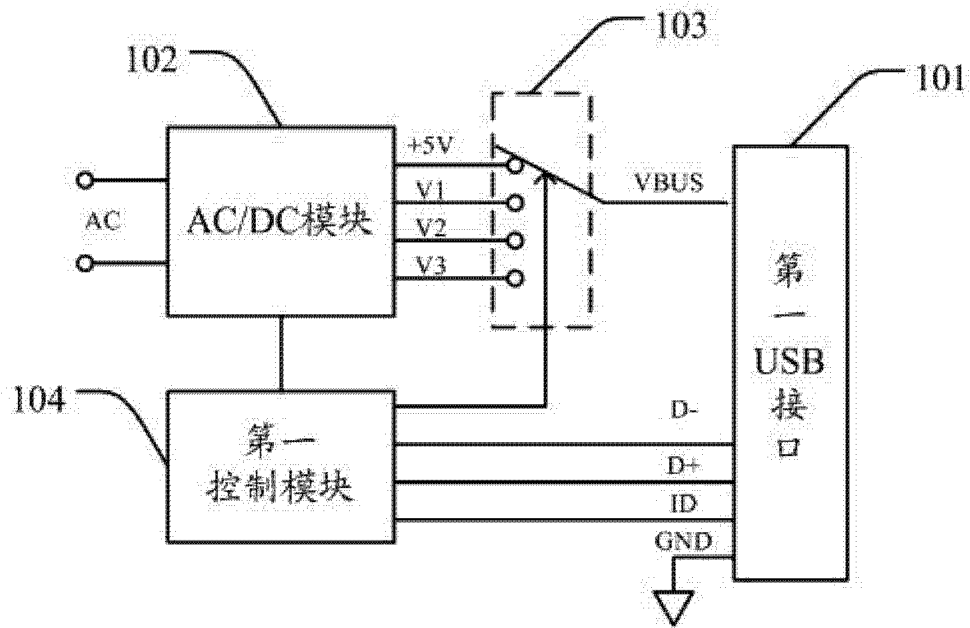 103
102
101
+5V
V1
V2
V3
AC
AC/DC模块
VBUS
第
一
USB
接
口
104
第一
控制模块
D-
D+
ID
GND